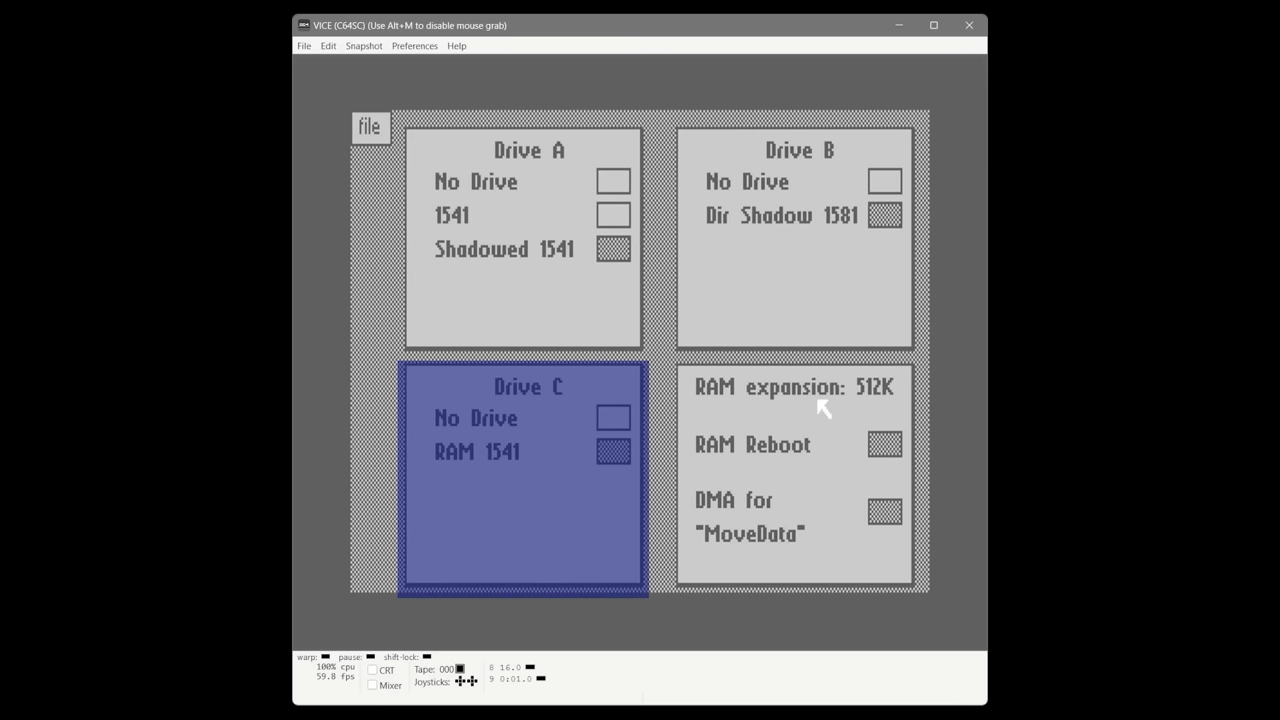 VICE (C64SC) (Use Alt+M to disable mouse grab)
File Edit Snapshot Preferences Help
file
Drive A
No Drive
1541
Shadowed 1541
Drive B
No Drive
Dir Shadow 1581
Drive C
No Drive
RAM 1541
RAM expansion: 512K
RAM Reboot
DMA for
"MoveData"
warp: pause: shift-lock:
100% cpu
59.8 fps
CRT
Mixer
Tape: 000
Joysticks:
8 16.0
9 0:01.0